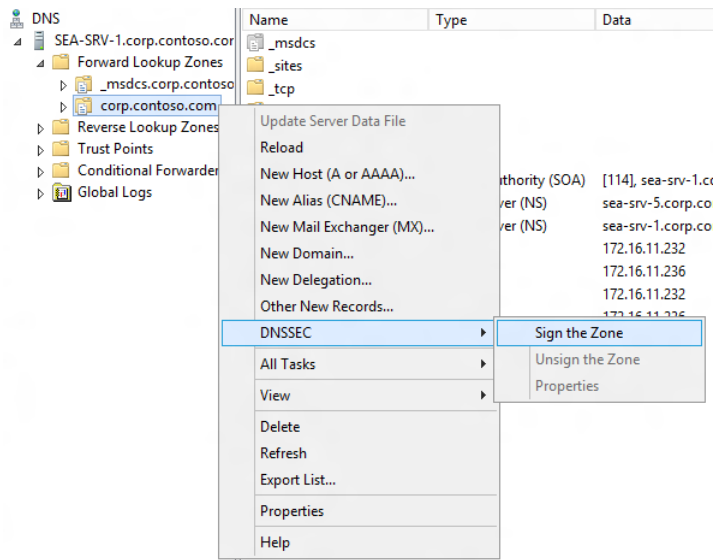 DNS
SEA-SRV-1.corp.contoso.cor
Forward Lookup Zones
_msdcs.corp.contoso
corp.contoso.com
Reverse Lookup Zones
Trust Points
Conditional Forwarder
Global Logs
Name Type Data
_msdcs
_sites
_tcp
thority (SOA) [114], sea-srv-1.co
ver (NS) sea-srv-5.corp.co
ver (NS) sea-srv-1.corp.co
172.16.11.232
172.16.11.236
172.16.11.232
172.16.11.236
Update Server Data File
Reload
New Host (A or AAAA)...
New Alias (CNAME)...
New Mail Exchanger (MX)...
New Domain...
New Delegation...
Other New Records...
DNSSEC
All Tasks
View
Delete
Refresh
Export List...
Properties
Help
Sign the Zone
Unsign the Zone
Properties